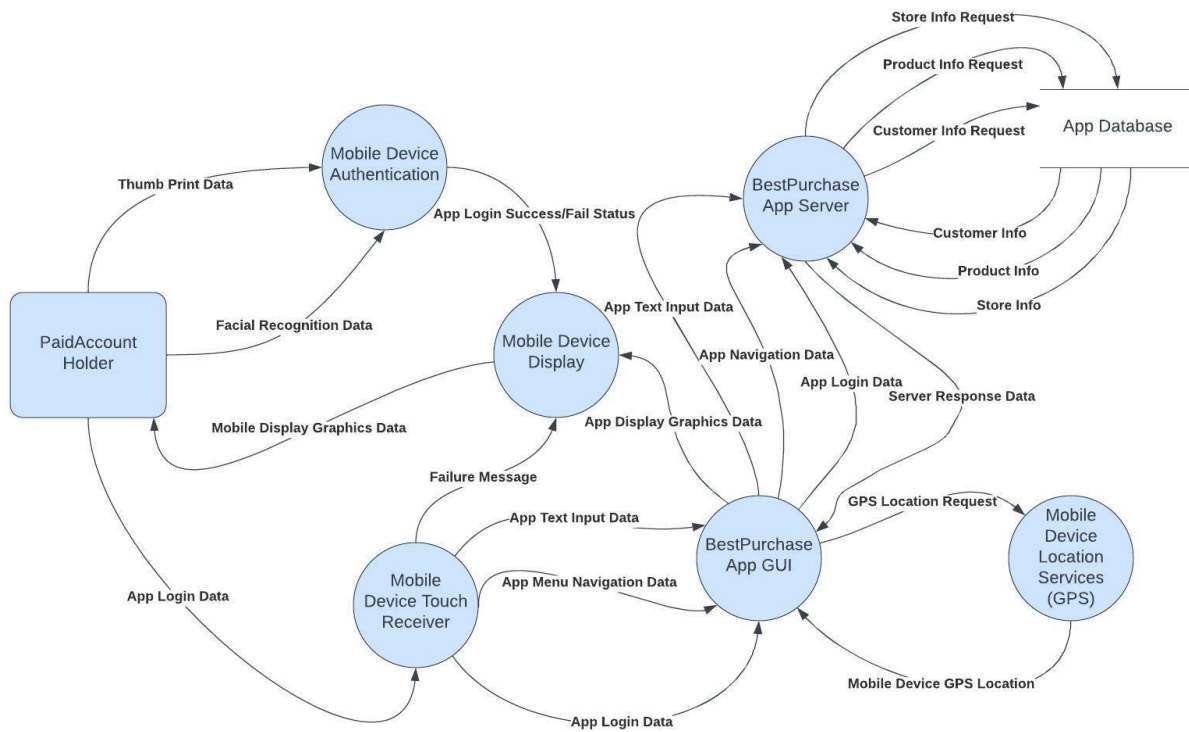 Store Info Request
Product Info Request
Customer Info Request
App Database
Mobile Device
Authentication
Thumb Print Data
BestPurchase
App Server
App Login Success/Fail Status
Customer Info
Product Info
Store Info
PaidAccount
Holder
Facial Recognition Data
Mobile Device
Display
App Text Input Data
App Navigation Data
App Login Data
Server Response Data
Mobile Display Graphics Data
App Display Graphics Data
Failure Message
App Text Input Data
BestPurchase
App GUI
GPS Location Request
Mobile
Device
Location
Services
(GPS)
Mobile
Device Touch
Receiver
App Menu Navigation Data
App Login Data
Mobile Device GPS Location
App Login Data